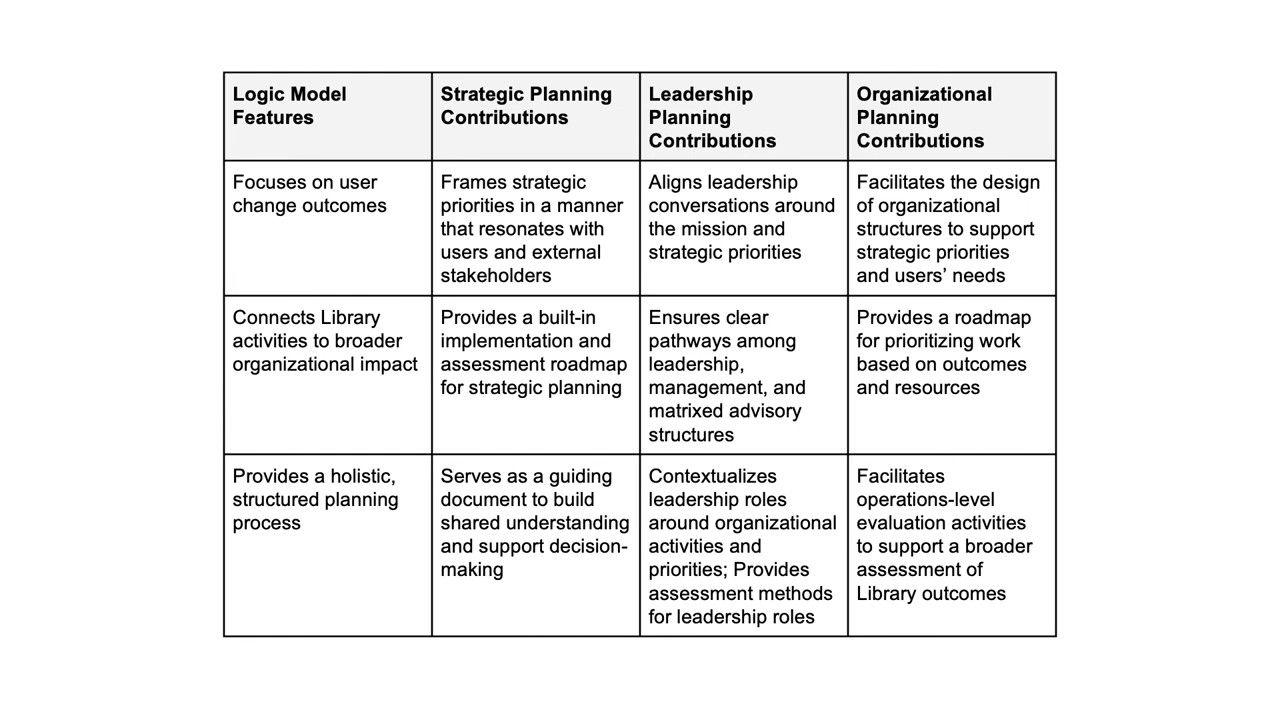 Logic Model
Features
Strategic Planning
Contributions
Leadership
Planning
Contributions
Organizational
Planning
Contributions
Focuses on user
change outcomes
Frames strategic
priorities in a manner
that resonates with
users and external
stakeholders
Aligns leadership
conversations around
the mission and
strategic priorities
Facilitates the design
of organizational
structures to support
strategic priorities
and users’ needs
Connects Library
activities to broader
organizational impact
Provides a built-in
implementation and
assessment roadmap
for strategic planning
Ensures clear
pathways among
leadership,
management, and
matrixed advisory
structures
Provides a roadmap
for prioritizing work
based on outcomes
and resources
Provides a holistic,
structured planning
process
Serves as a guiding
document to build
shared understanding
and support decision-
making
Contextualizes
leadership roles
around organizational
activities and
priorities; Provides
assessment methods
for leadership roles
Facilitates
operations-level
evaluation activities
to support a broader
assessment of
Library outcomes